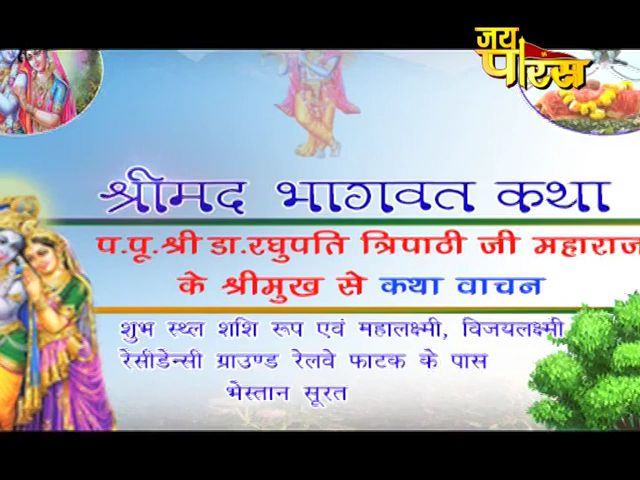 जय
पारस
श्रीमद भागवत कथा
प.पू.श्री डा.रघुपति त्रिपाठी जी महाराज
के श्रीमुख से कथा वाचन
शुभ स्थ्ल शशि रूप एवं महालक्ष्मी, विजयलक्ष्मी
रेसीडेन्सी ग्राउण्ड रेलवे फाटक के पास
भेस्तान सूरत